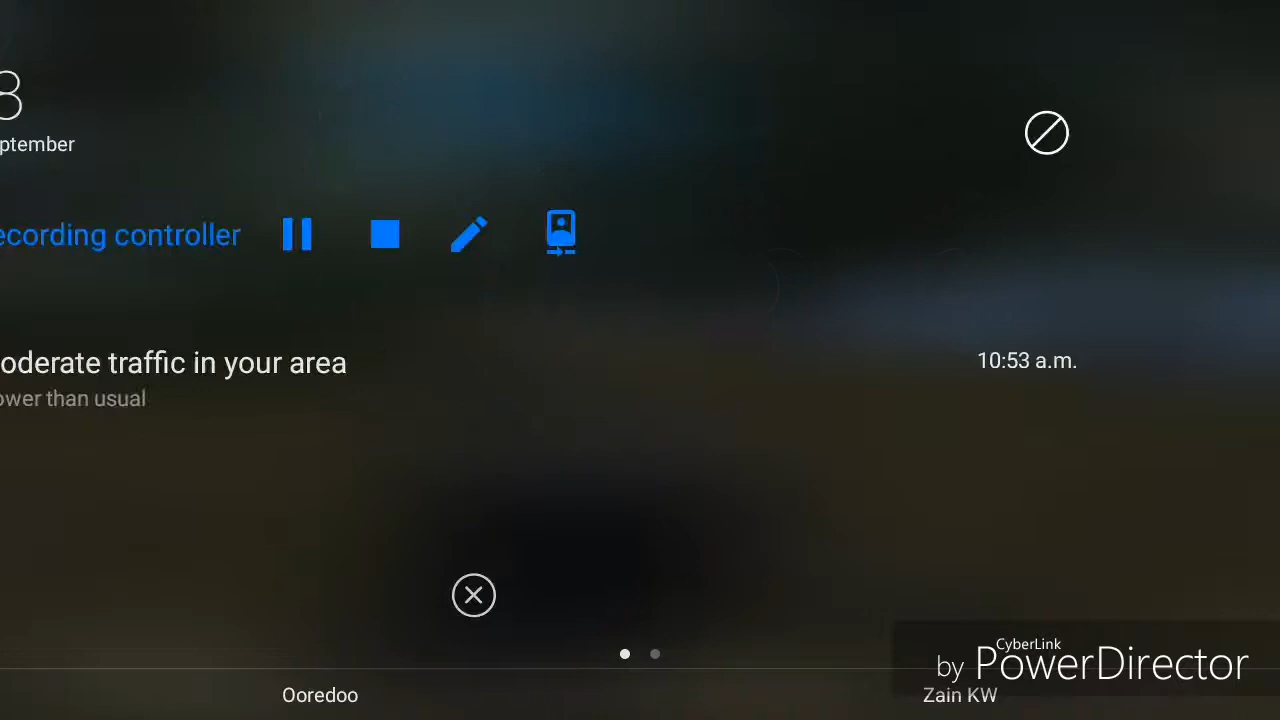 8
ptember
ecording controller
oderate traffic in your area
10:53 a.m.
ower than usual
CyberLink
by PowerDirector
Ooredoo
Zain KW